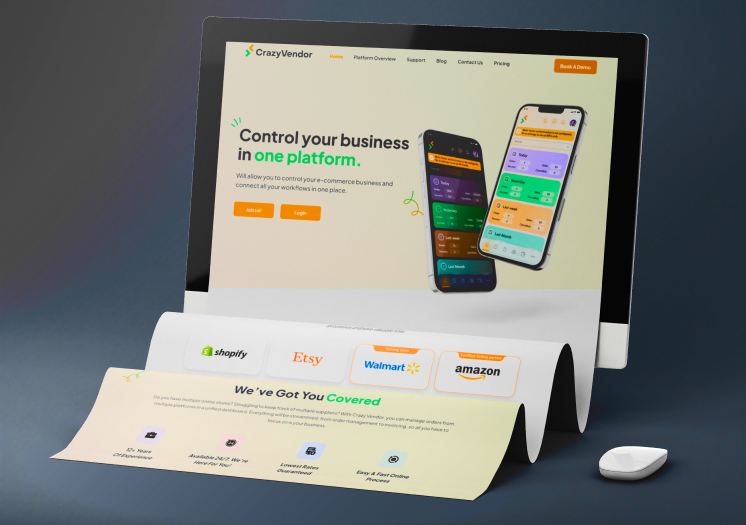 CrazyVendor
Home Platform Overview Support Blog Contact Us Pricing
Book A Demo
Control your business
in one platform.
Will allow you to control your e-commerce business and
connect all your workflows in one place.
Login
Today
Yesterday
Last week
Last Month
Today
Last week
Last Month
shopify
Etsy
Walmart
amazon
We've Got You Covered
Do you have multiple online stores? Struggling to keep track of multiple suppliers? With Crazy Vendor, you can manage orders from
multiple platforms in a unified dashboard. Everything will be streamlined, from order management to invoicing, so all you have to
focus on is your business.
12+ Years
Of Experience
Available 24/7. We're
Here For You!
Lowest Rates
Guaranteed
Easy & Fast Online
Process